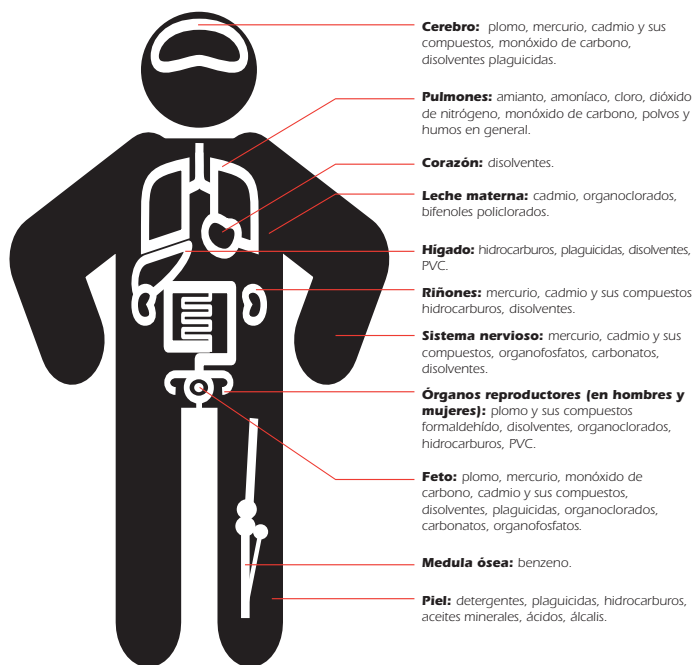 Cerebro: plomo, mercurio, cadmio y sus
compuestos, monóxido de carbono,
disolventes plaguicidas.
Pulmones: amianto, amoníaco, cloro, dióxido
de nitrógeno, monóxido de carbono, polvos y
humos en general.
Corazón: disolventes.
Leche materna: cadmio, organoclorados,
bifenoles policlorados.
Hígado: hidrocarburos, plaguicidas, disolventes,
PVC.
Riñones: mercurio, cadmio y sus compuestos
hidrocarburos, disolventes.
Sistema nervioso: mercurio, cadmio y sus
compuestos, organofosfatos, carbonatos,
disolventes.
Órganos reproductores (en hombres y
mujeres): plomo y sus compuestos
formaldehído, disolventes, organoclorados,
hidrocarburos, PVC.
Feto: plomo, mercurio, monóxido de
carbono, cadmio y sus compuestos,
disolventes, plaguicidas, organoclorados,
carbonatos, organofosfatos.
Medula ósea: benzeno.
Piel: detergentes, plaguicidas, hidrocarburos,
aceites minerales, ácidos, álcalis.